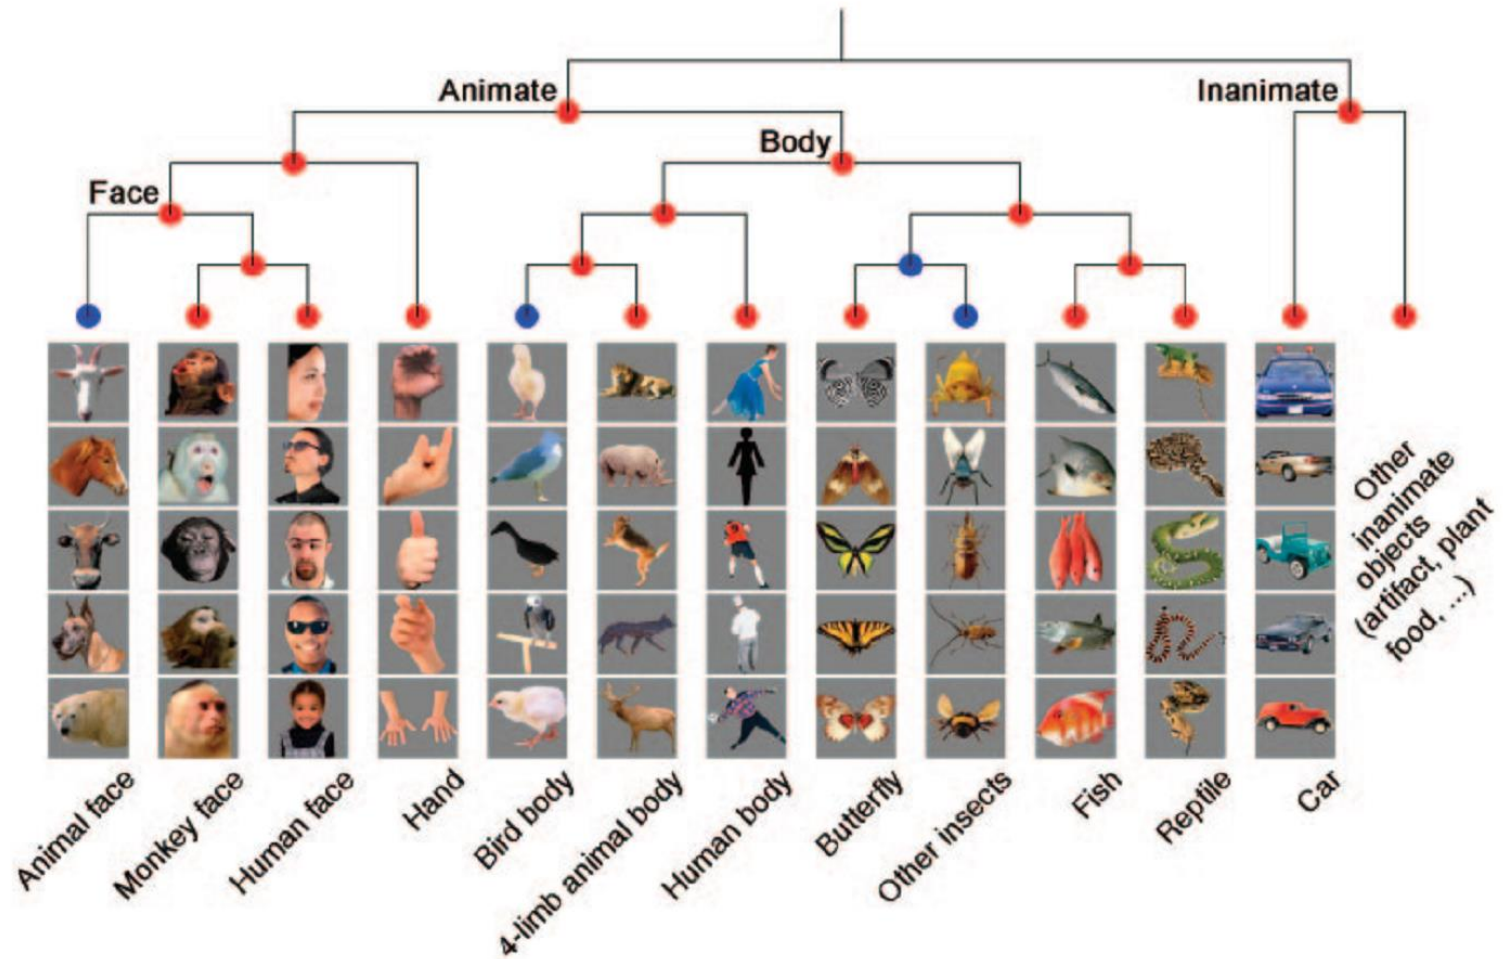 Animate
Inanimate
Body
Face
Animal face
Monkey face
Human face
Hand
Bird body
4-limb animal body
Human body
Butterfly
Other insects
Fish
Reptile
Car
Other
inanimate
objects
(artifact, plant
food, ...)